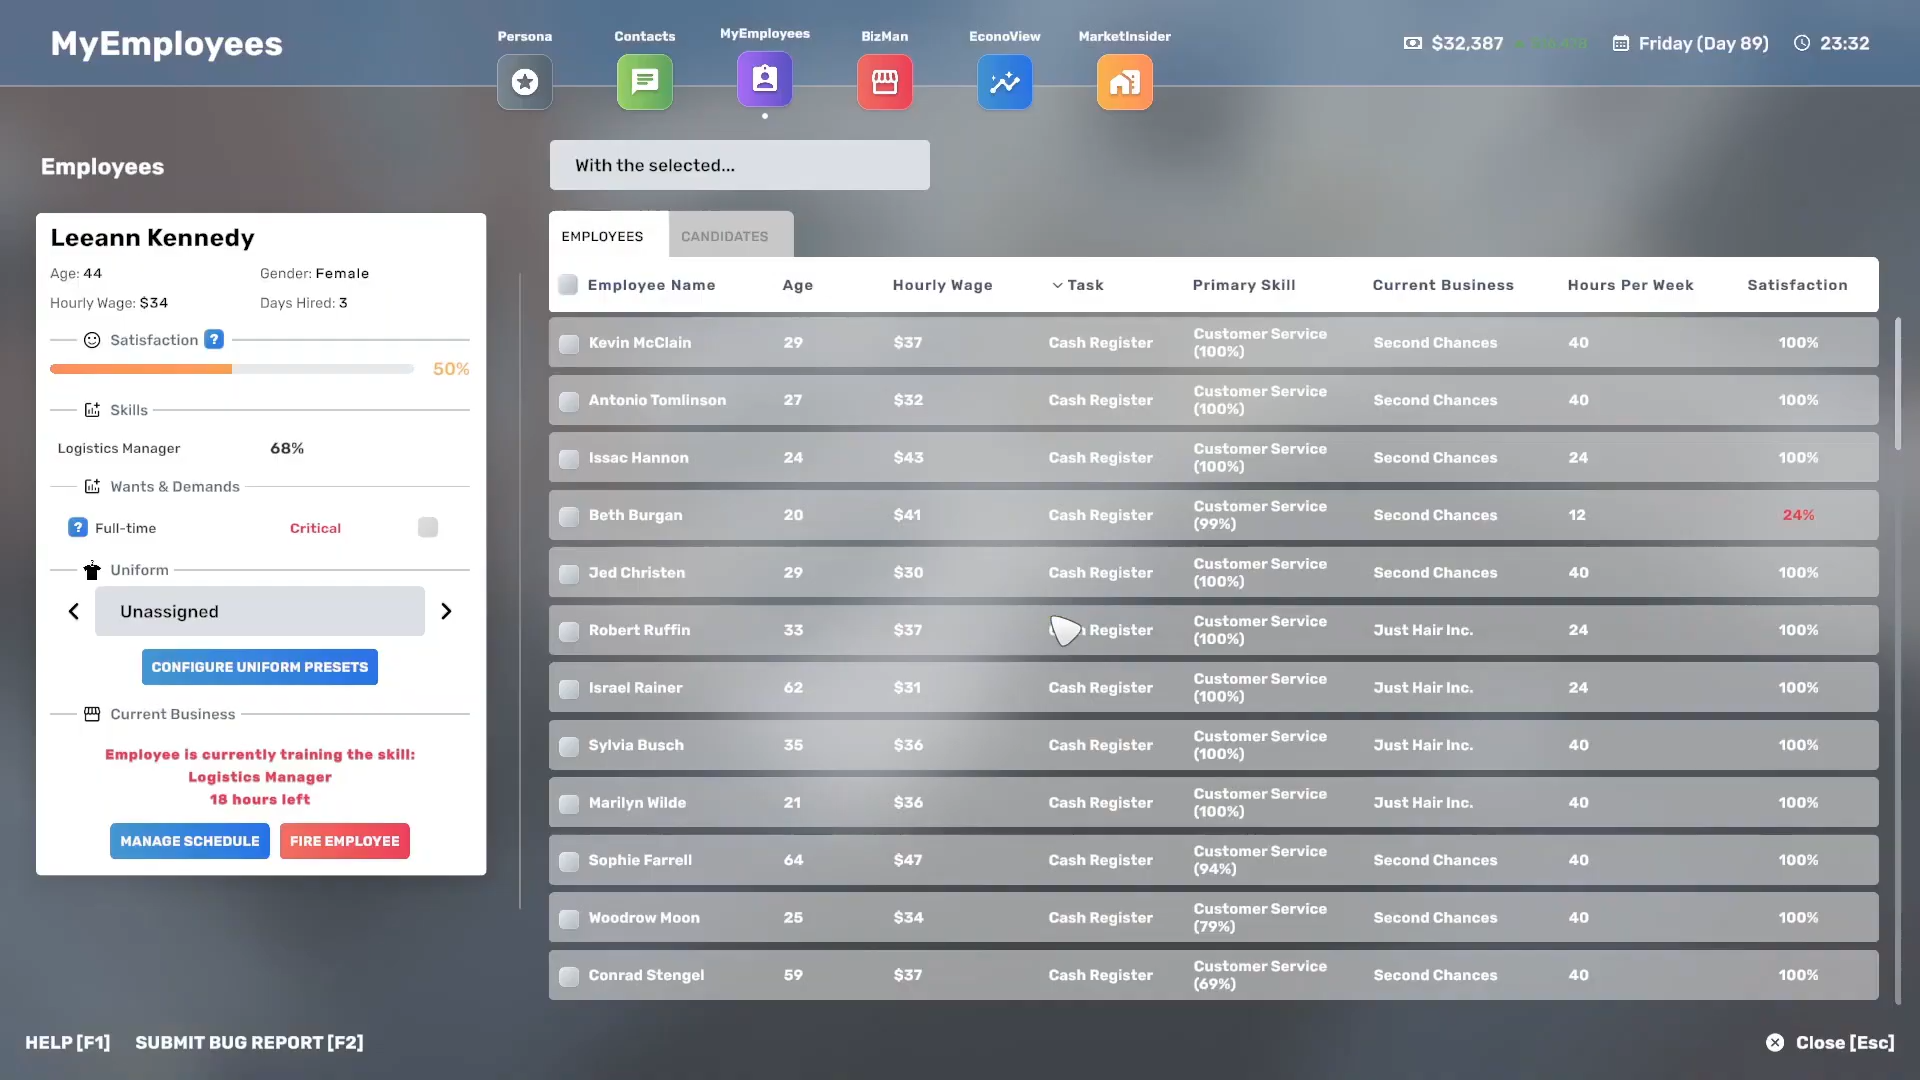 MyEmployees
Persona
Contacts
MyEmployees
BizMan
EconoView
MarketInsider
$32,387
Friday (Day 89)
23:32
Employees
With the selected...
Leeann Kennedy
Age: 44
Gender: Female
Hourly Wage: $34
Days Hired: 3
Satisfaction ?
50%
Skills
Logistics Manager 68%
Wants & Demands
? Full-time Critical
Uniform
Unassigned
CONFIGURE UNIFORM PRESETS
Current Business
Employee is currently training the skill:
Logistics Manager
18 hours left
MANAGE SCHEDULE
FIRE EMPLOYEE
EMPLOYEES
CANDIDATES
Employee Name Age Hourly Wage Task Primary Skill Current Business Hours Per Week Satisfaction
Kevin McClain 29 $37 Cash Register Customer Service (100%) Second Chances 40 100%
Antonio Tomlinson 27 $32 Cash Register Customer Service (100%) Second Chances 40 100%
Issac Hannon 24 $43 Cash Register Customer Service (100%) Second Chances 24 100%
Beth Burgan 20 $41 Cash Register Customer Service (99%) Second Chances 12 24%
Jed Christen 29 $30 Cash Register Customer Service (100%) Second Chances 40 100%
Robert Ruffin 33 $37 Register Customer Service (100%) Just Hair Inc. 24 100%
Israel Rainer 62 $31 Cash Register Customer Service (100%) Just Hair Inc. 24 100%
Sylvia Busch 35 $36 Cash Register Customer Service (100%) Just Hair Inc. 40 100%
Marilyn Wilde 21 $36 Cash Register Customer Service (100%) Just Hair Inc. 40 100%
Sophie Farrell 64 $47 Cash Register Customer Service (94%) Second Chances 40 100%
Woodrow Moon 25 $34 Cash Register Customer Service (79%) Second Chances 40 100%
Conrad Stengel 59 $37 Cash Register Customer Service (69%) Second Chances 40 100%
HELP [F1]
SUBMIT BUG REPORT [F2]
Close [Esc]